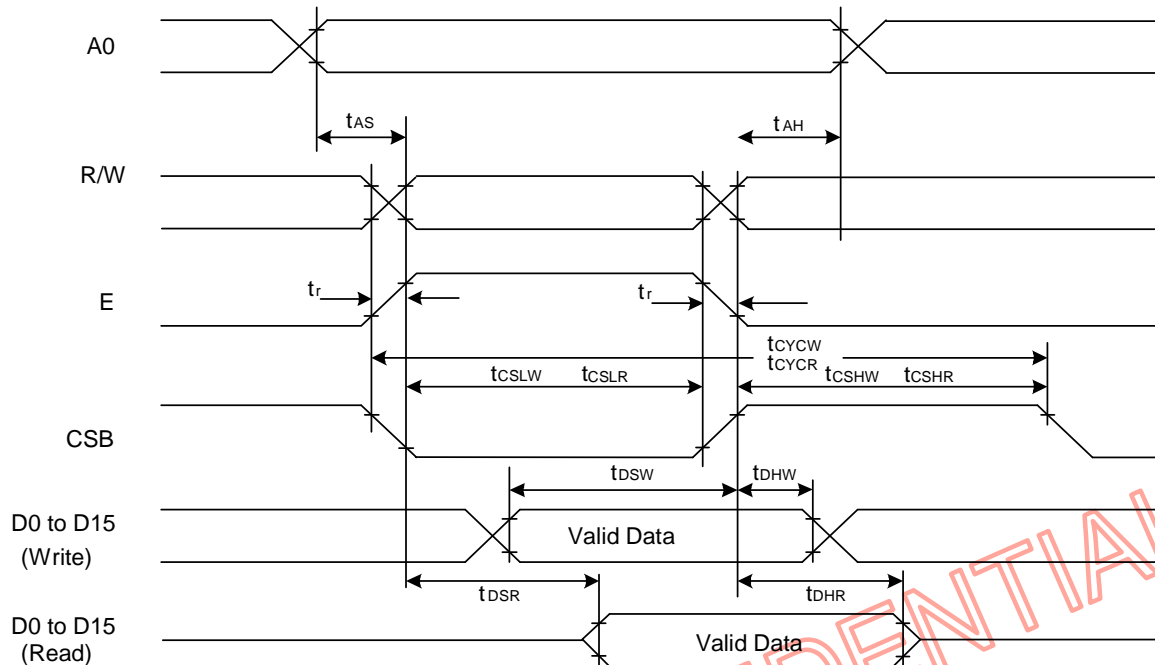 A0
tAS
tAH
R/W
E
tr
tr
tCYCW
tCYCR
tCSLW tCSLR
tCSHW tCSHR
CSB
tDSW
tDHW
D0 to D15
(Write)
Valid Data
tDSR
tDHR
D0 to D15
(Read)
Valid Data